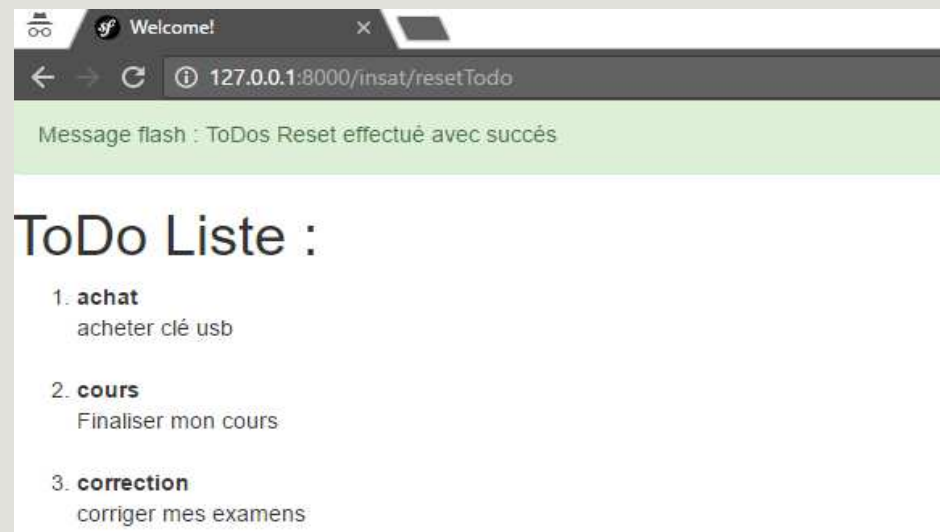 sf Welcome!
127.0.0.1:8000/insat/resetTodo
Message flash : ToDos Reset effectué avec succés
ToDo Liste :
1. achat
acheter clé usb
2. cours
Finaliser mon cours
3. correction
corriger mes examens